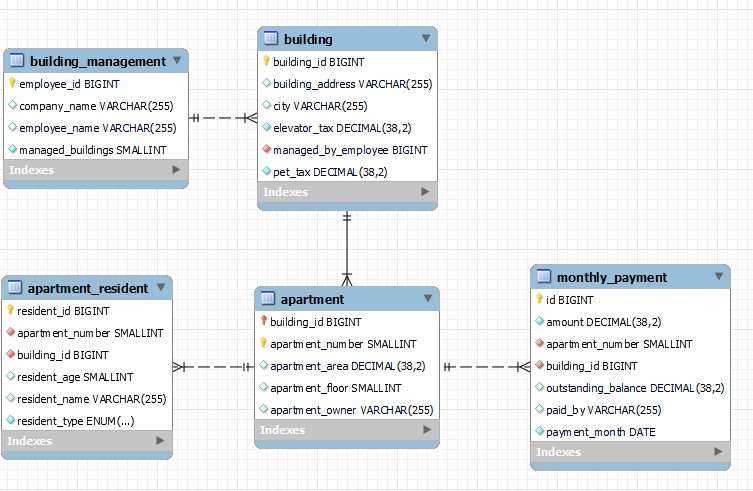 building_management
employee_id BIGINT
company_name VARCHAR(255)
employee_name VARCHAR(255)
managed_buildings SMALLINT
Indexes
building
building_id BIGINT
building_address VARCHAR(255)
city VARCHAR(255)
elevator_tax DECIMAL(38,2)
managed_by_employee BIGINT
pet_tax DECIMAL(38,2)
Indexes
apartment_resident
resident_id BIGINT
apartment_number SMALLINT
building_id BIGINT
resident_age SMALLINT
resident_name VARCHAR(255)
resident_type ENUM(...)
Indexes
apartment
building_id BIGINT
apartment_number SMALLINT
apartment_area DECIMAL(38,2)
apartment_floor SMALLINT
apartment_owner VARCHAR(255)
Indexes
monthly_payment
id BIGINT
amount DECIMAL(38,2)
apartment_number SMALLINT
building_id BIGINT
outstanding_balance DECIMAL(38,2)
paid_by VARCHAR(255)
payment_month DATE
Indexes